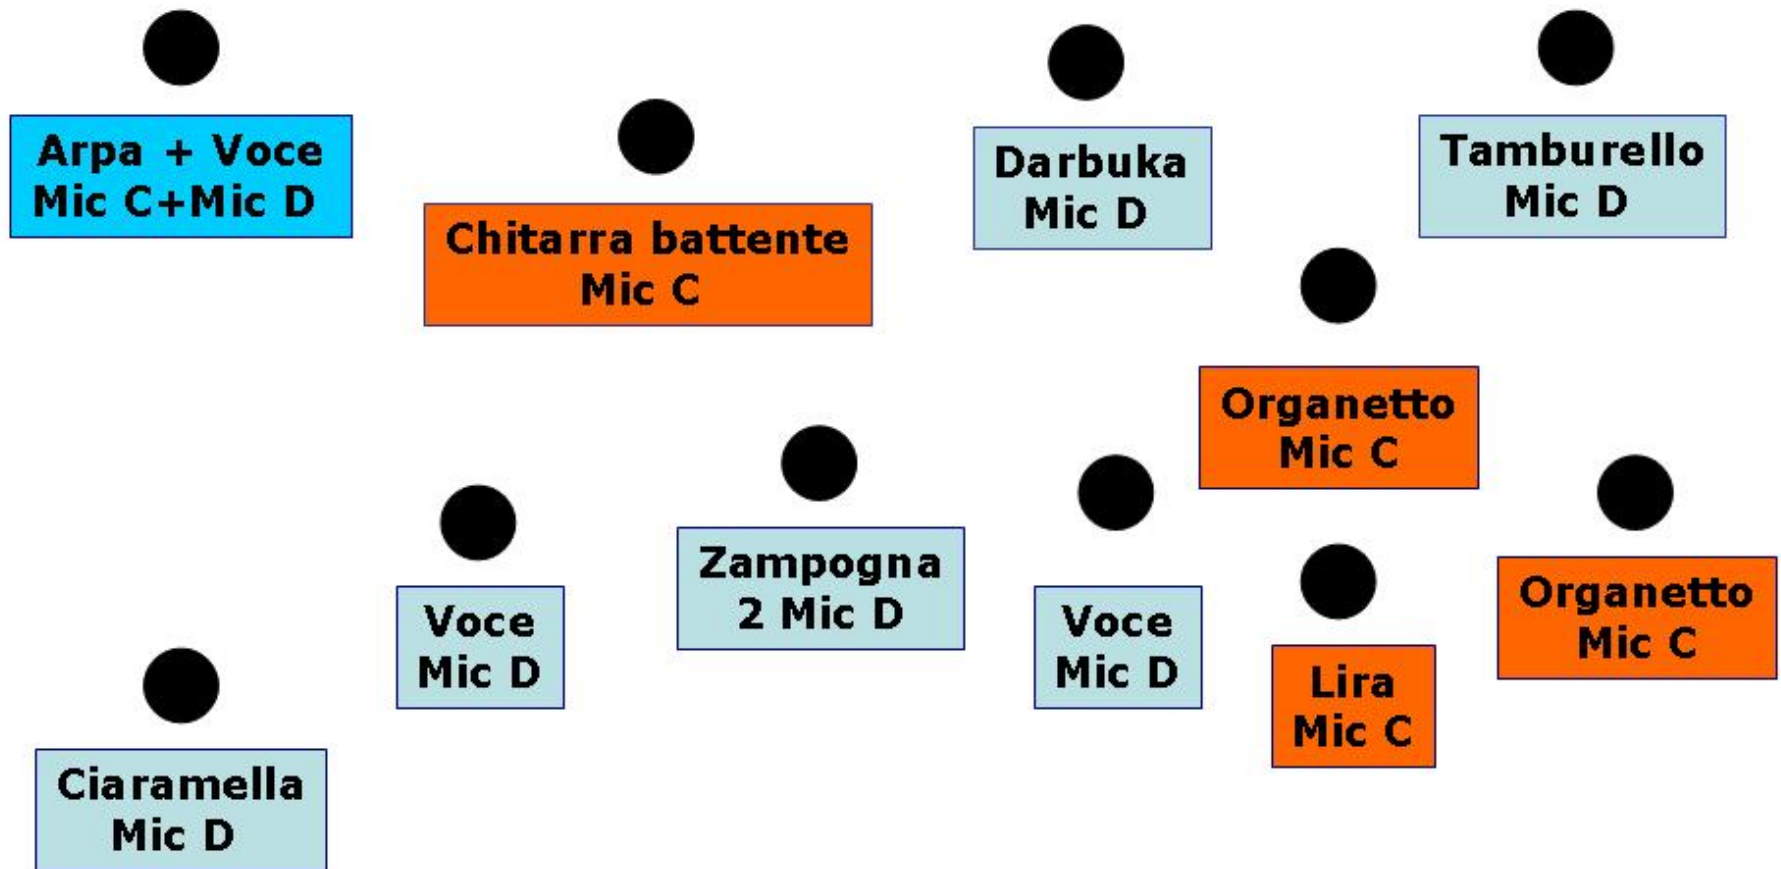 Arpa + Voce
Mic C+Mic D
Chitarra battente
Mic C
Darbuka
Mic D
Tamburello
Mic D
Organetto
Mic C
Voce
Mic D
Zampogna
2 Mic D
Voce
Mic D
Lira
Mic C
Organetto
Mic C
Ciaramella
Mic D